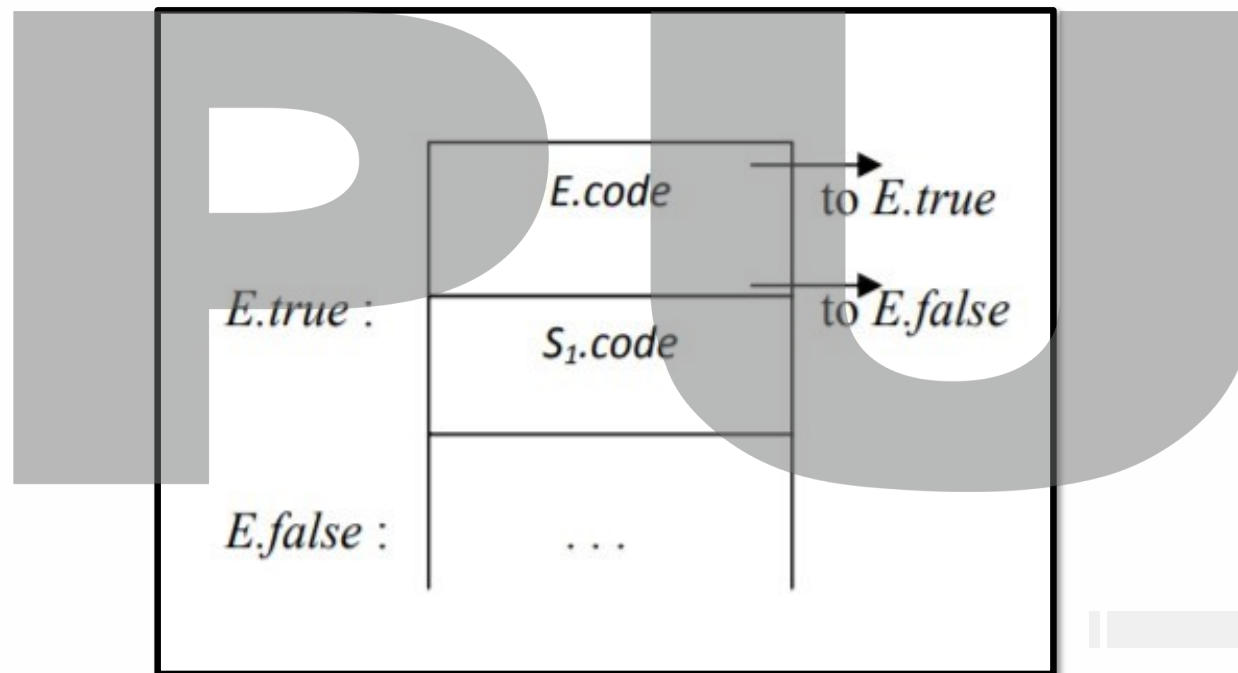 PU
E.code
to E.true
E.true :
to E.false
S₁.code
E.false :
. . .